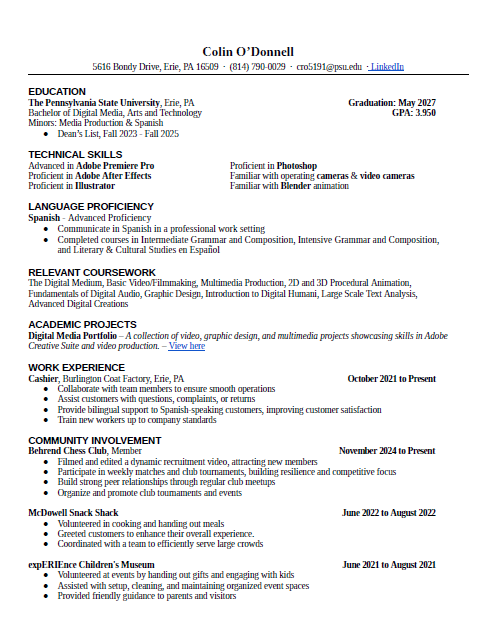 Colin O'Donnell
5616 Bondy Drive, Erie, PA 16509 · (814) 790-0029 · cro5191@psu.edu · LinkedIn
EDUCATION
The Pennsylvania State University, Erie, PA Graduation: May 2027
Bachelor of Digital Media, Arts and Technology GPA: 3.950
Minors: Media Production & Spanish
● Dean's List, Fall 2023 - Fall 2025
TECHNICAL SKILLS
Advanced in Adobe Premiere Pro Proficient in Photoshop
Proficient in Adobe After Effects Familiar with operating cameras & video cameras
Proficient in Illustrator Familiar with Blender animation
LANGUAGE PROFICIENCY
Spanish - Advanced Proficiency
● Communicate in Spanish in a professional work setting
● Completed courses in Intermediate Grammar and Composition, Intensive Grammar and Composition,
and Literary & Cultural Studies en Español
RELEVANT COURSEWORK
The Digital Medium, Basic Video/Filmmaking, Multimedia Production, 2D and 3D Procedural Animation,
Fundamentals of Digital Audio, Graphic Design, Introduction to Digital Humani, Large Scale Text Analysis,
Advanced Digital Creations
ACADEMIC PROJECTS
Digital Media Portfolio – A collection of video, graphic design, and multimedia projects showcasing skills in Adobe
Creative Suite and video production. – View here
WORK EXPERIENCE
Cashier, Burlington Coat Factory, Erie, PA October 2021 to Present
● Collaborate with team members to ensure smooth operations
● Assist customers with questions, complaints, or returns
● Provide bilingual support to Spanish-speaking customers, improving customer satisfaction
● Train new workers up to company standards
COMMUNITY INVOLVEMENT
Behrend Chess Club, Member November 2024 to Present
● Filmed and edited a dynamic recruitment video, attracting new members
● Participate in weekly matches and club tournaments, building resilience and competitive focus
● Build strong peer relationships through regular club meetups
● Organize and promote club tournaments and events
McDowell Snack Shack June 2022 to August 2022
● Volunteered in cooking and handing out meals
● Greeted customers to enhance their overall experience.
● Coordinated with a team to efficiently serve large crowds
expERIEnce Children's Museum June 2021 to August 2021
● Volunteered at events by handing out gifts and engaging with kids
● Assisted with setup, cleaning, and maintaining organized event spaces
● Provided friendly guidance to parents and visitors